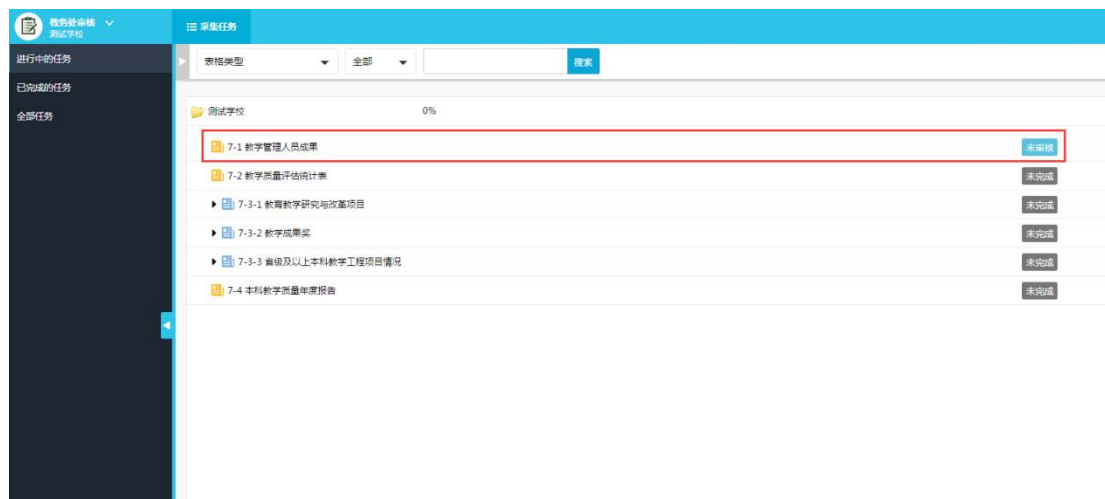 教务处审核
测试学校
采集任务
进行中的任务
已完成的任务
全部任务
表格类型 全部 搜索
测试学校 0%
7-1 教学管理人员成果 未审核
7-2 教学质量评估统计表 未完成
7-3-1 教育教学研究与改革项目 未完成
7-3-2 教学成果奖 未完成
7-3-3 省级及以上本科教学工程项目情况 未完成
7-4 本科教学质量年度报告 未完成